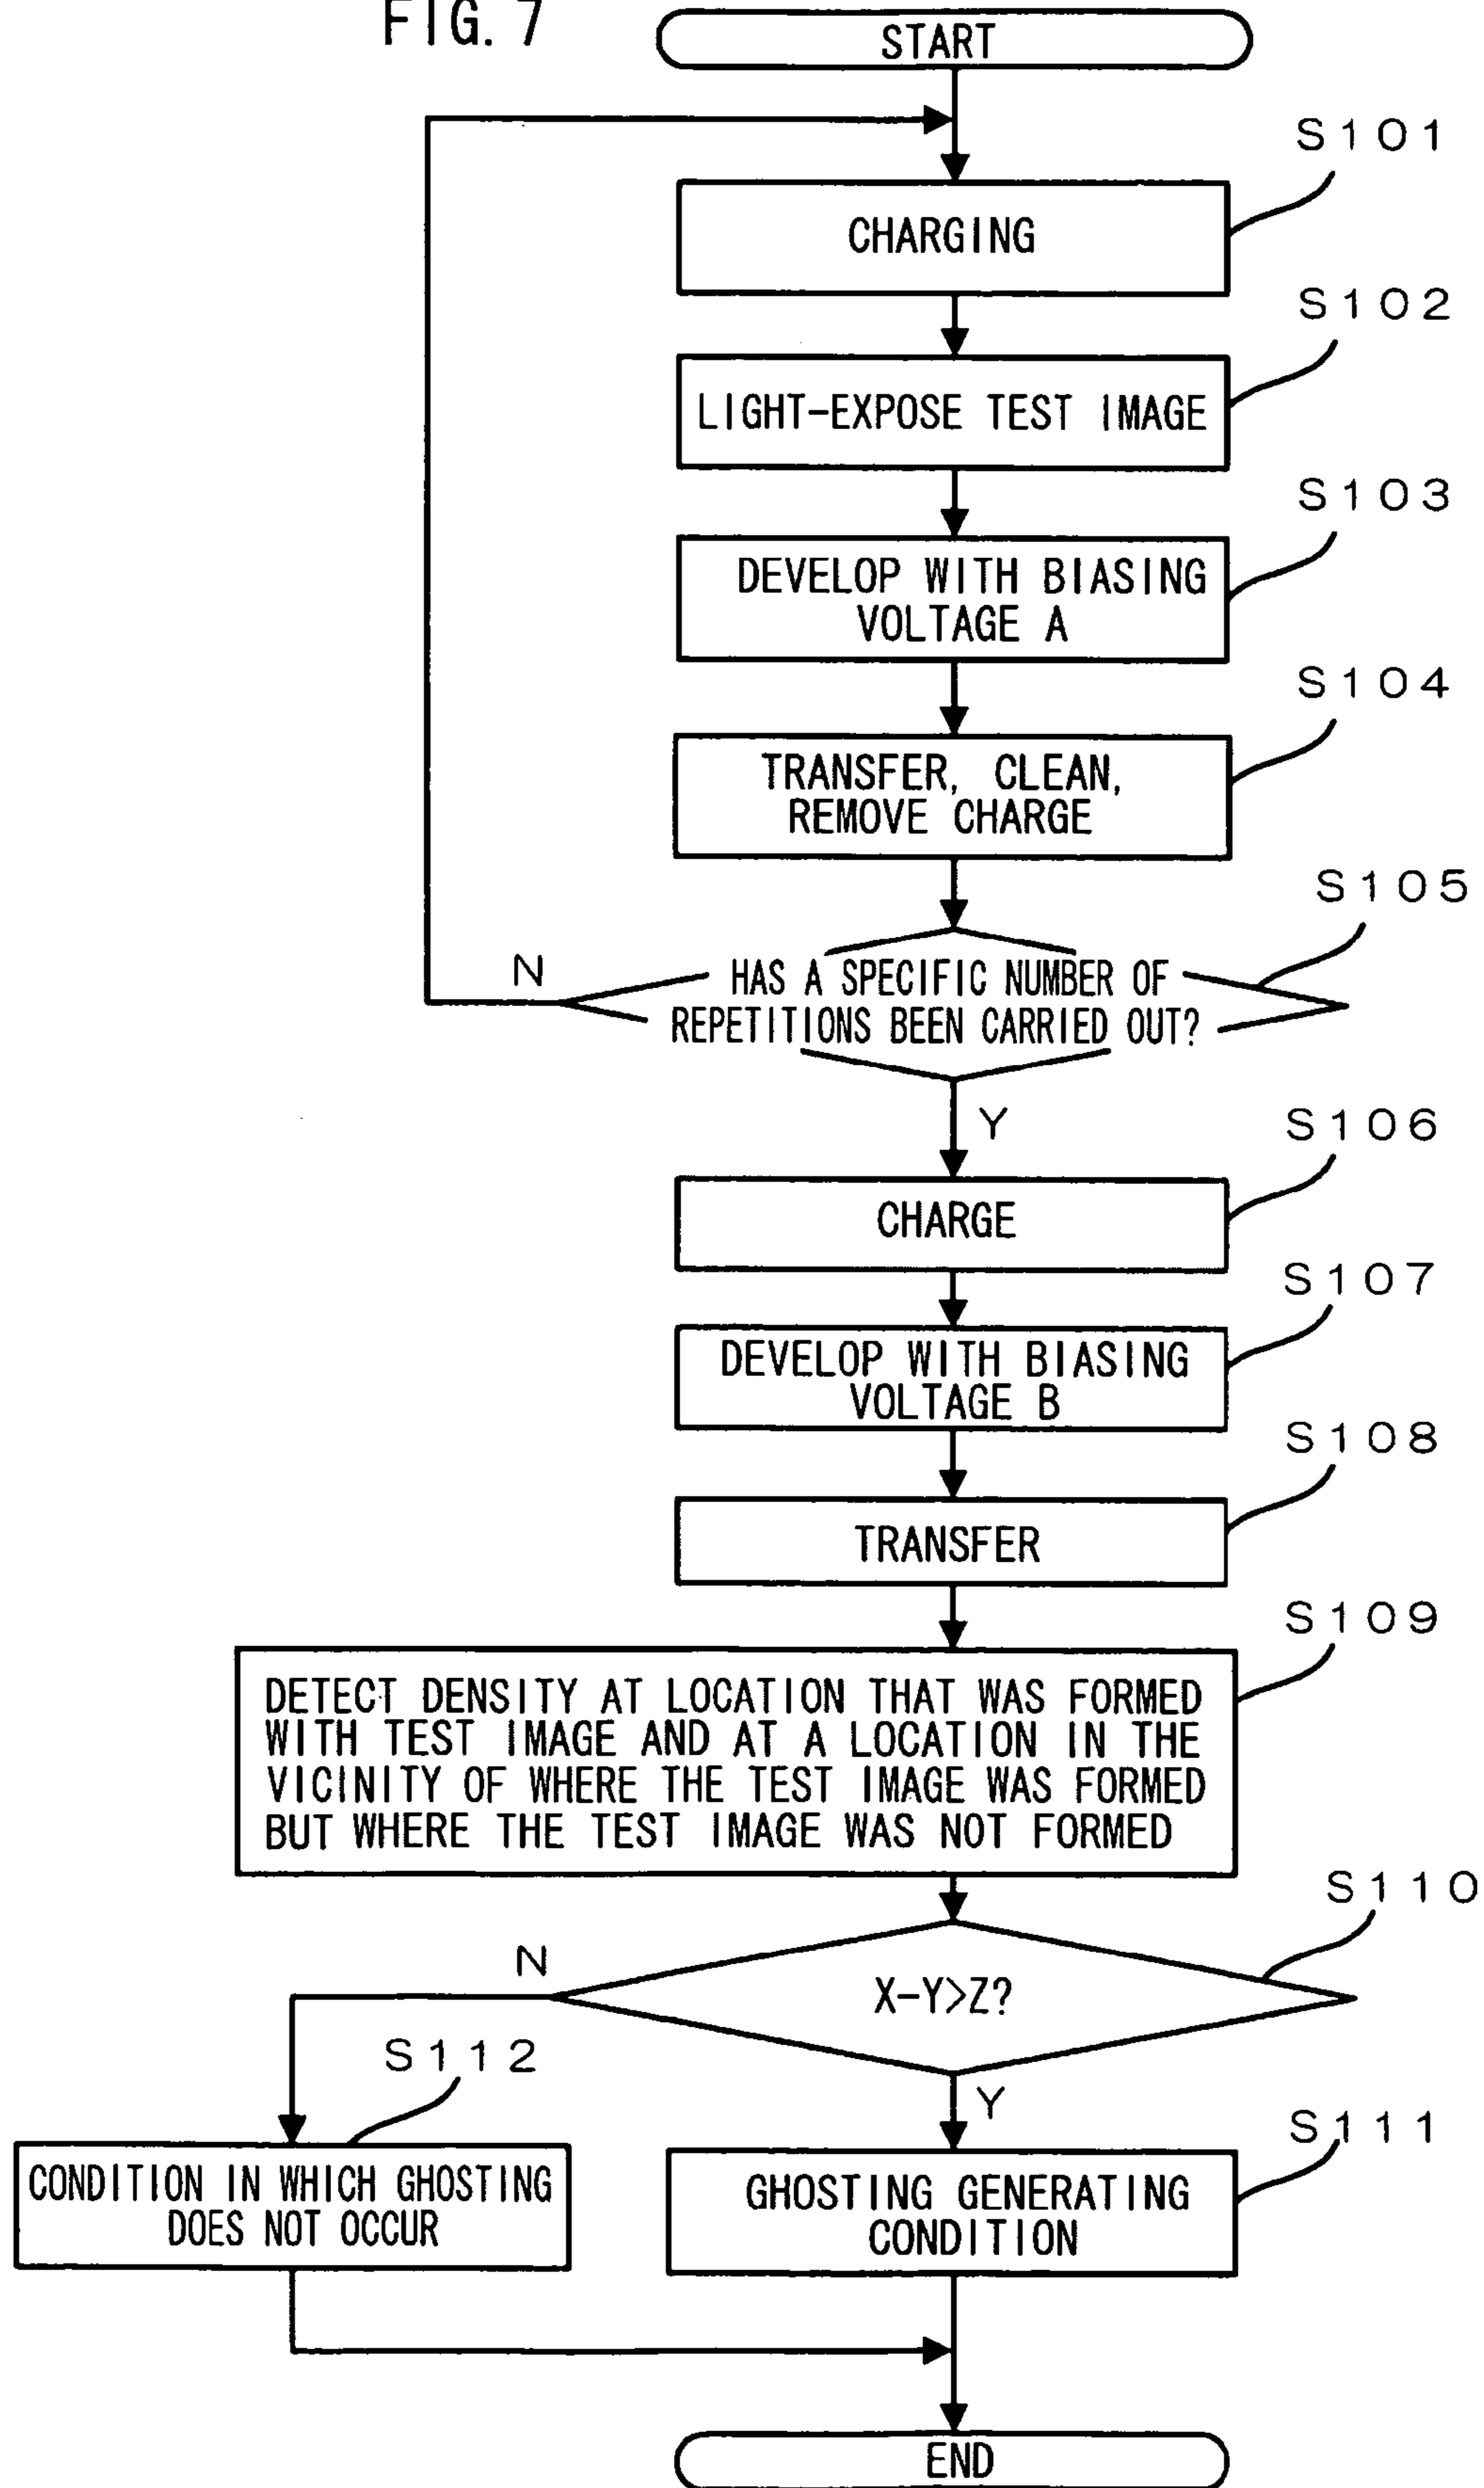 FIG. 7
START
S101
CHARGING
S102
LIGHT-EXPOSE TEST IMAGE
S103
DEVELOP WITH BIASING
VOLTAGE A
S104
TRANSFER, CLEAN,
REMOVE CHARGE
S105
N
HAS A SPECIFIC NUMBER OF
REPETITIONS BEEN CARRIED OUT?
Y
S106
CHARGE
S107
DEVELOP WITH BIASING
VOLTAGE B
S108
TRANSFER
S109
DETECT DENSITY AT LOCATION THAT WAS FORMED
WITH TEST IMAGE AND AT A LOCATION IN THE
VICINITY OF WHERE THE TEST IMAGE WAS FORMED
BUT WHERE THE TEST IMAGE WAS NOT FORMED
S110
N
X-Y>Z?
S112
Y
S111
CONDITION IN WHICH GHOSTING
DOES NOT OCCUR
GHOSTING GENERATING
CONDITION
END